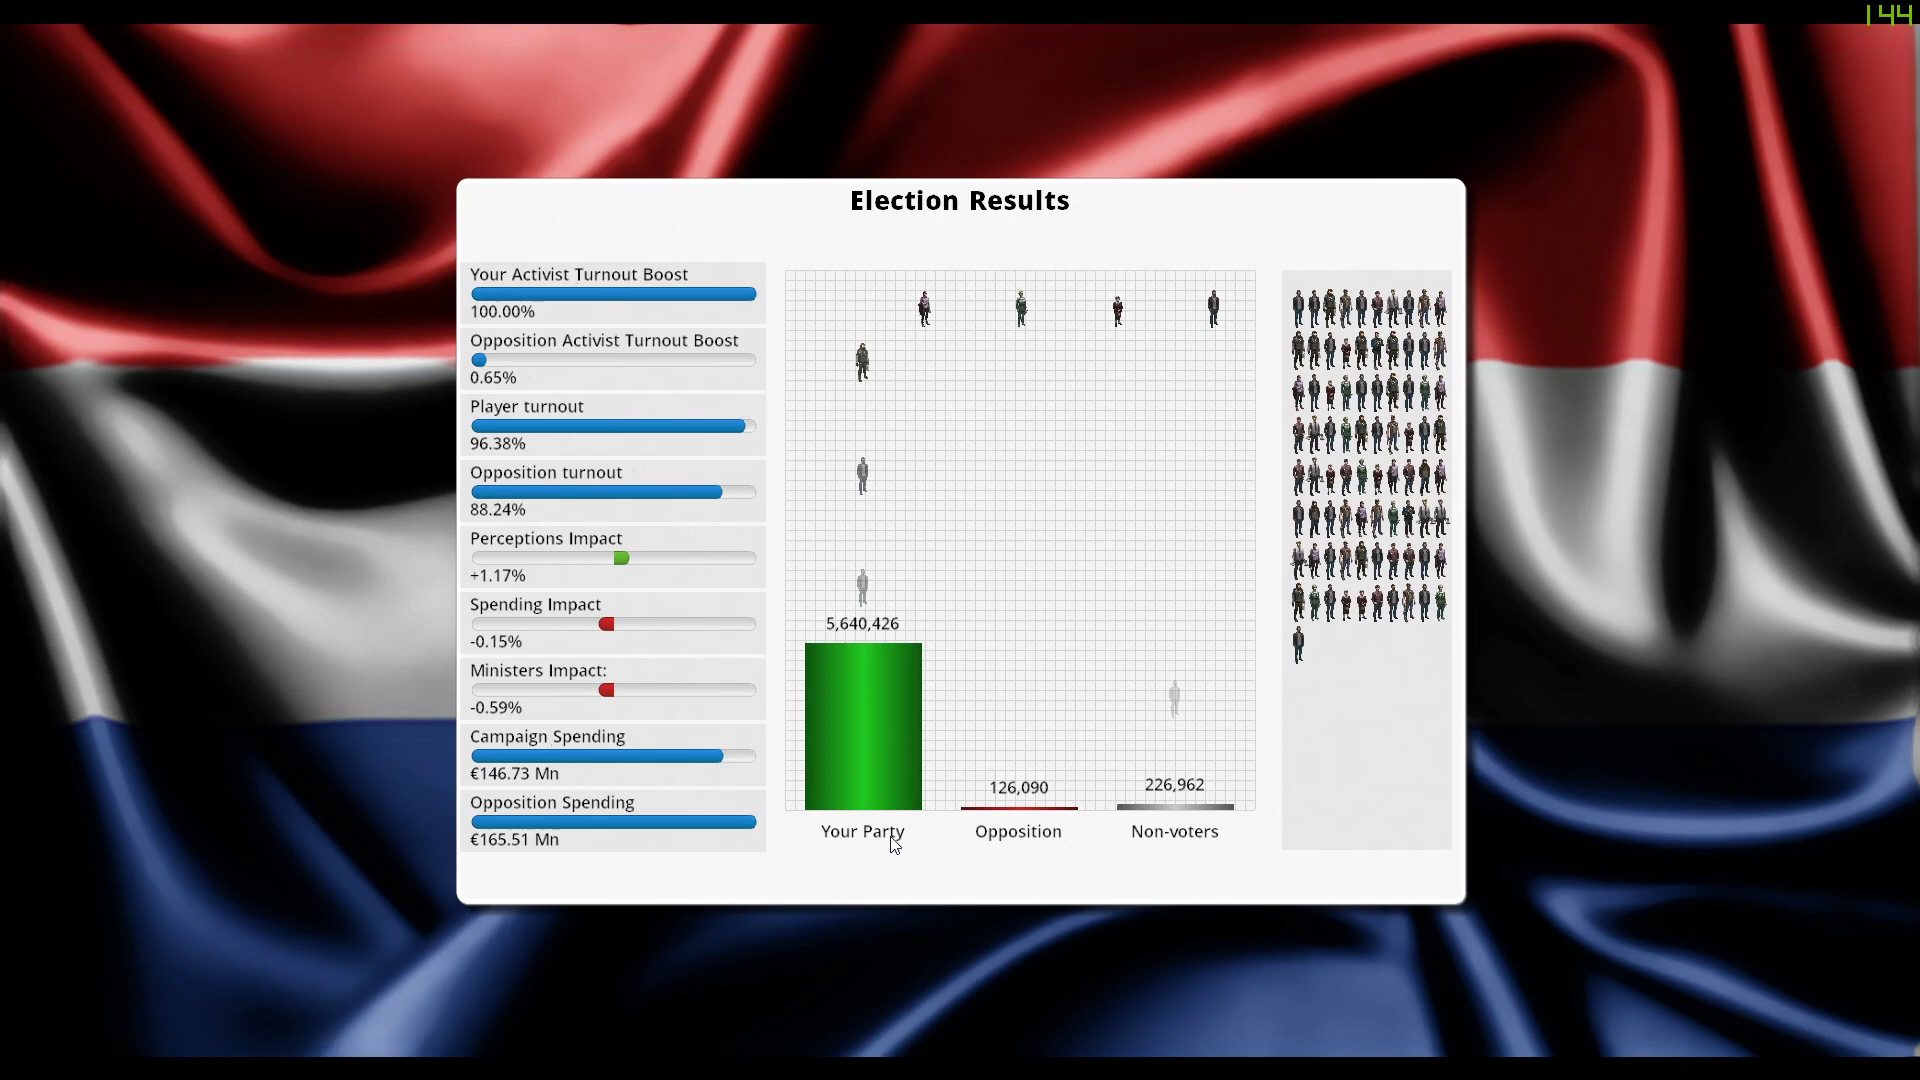 144
Election Results
Your Activist Turnout Boost
100.00%
Opposition Activist Turnout Boost
0.65%
Player turnout
96.38%
Opposition turnout
88.24%
Perceptions Impact
+1.17%
Spending Impact
-0.15%
Ministers Impact:
-0.59%
Campaign Spending
€146.73 Mn
Opposition Spending
€165.51 Mn
5,640,426
126,090
226,962
Your Party
Opposition
Non-voters